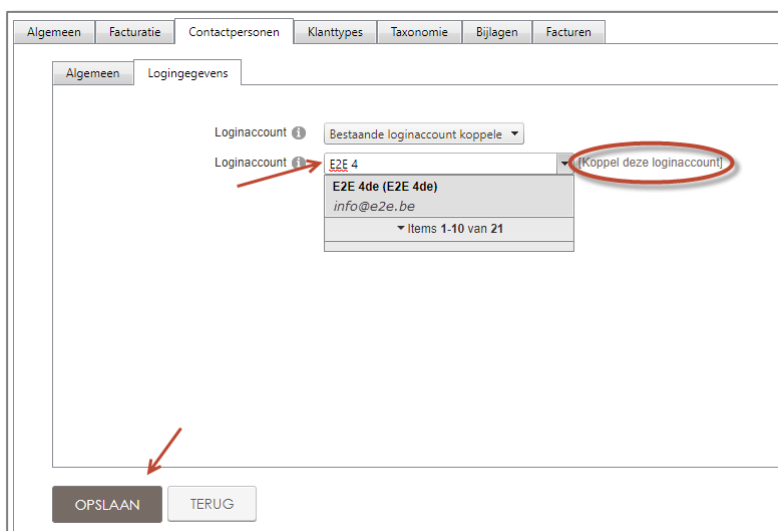 Algemeen Facturatie Contactpersonen Klanttypes Taxonomie Bijlagen Facturen
Algemeen Logingegevens
Loginaccount Bestaande loginaccount koppele
Loginaccount E2E 4 [Koppel deze loginaccount]
E2E 4de (E2E 4de)
info@e2e.be
Items 1-10 van 21
OPSLAAN TERUG